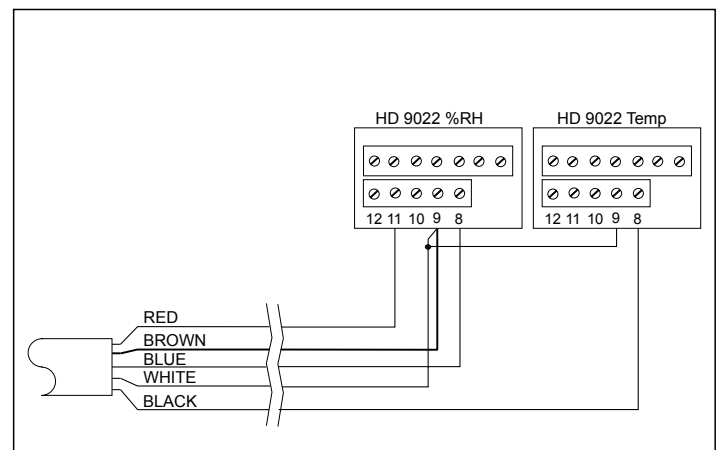 HD 9022 %RH
HD 9022 Temp
12 11 10 9 8
12 11 10 9 8
RED
BROWN
BLUE
WHITE
BLACK